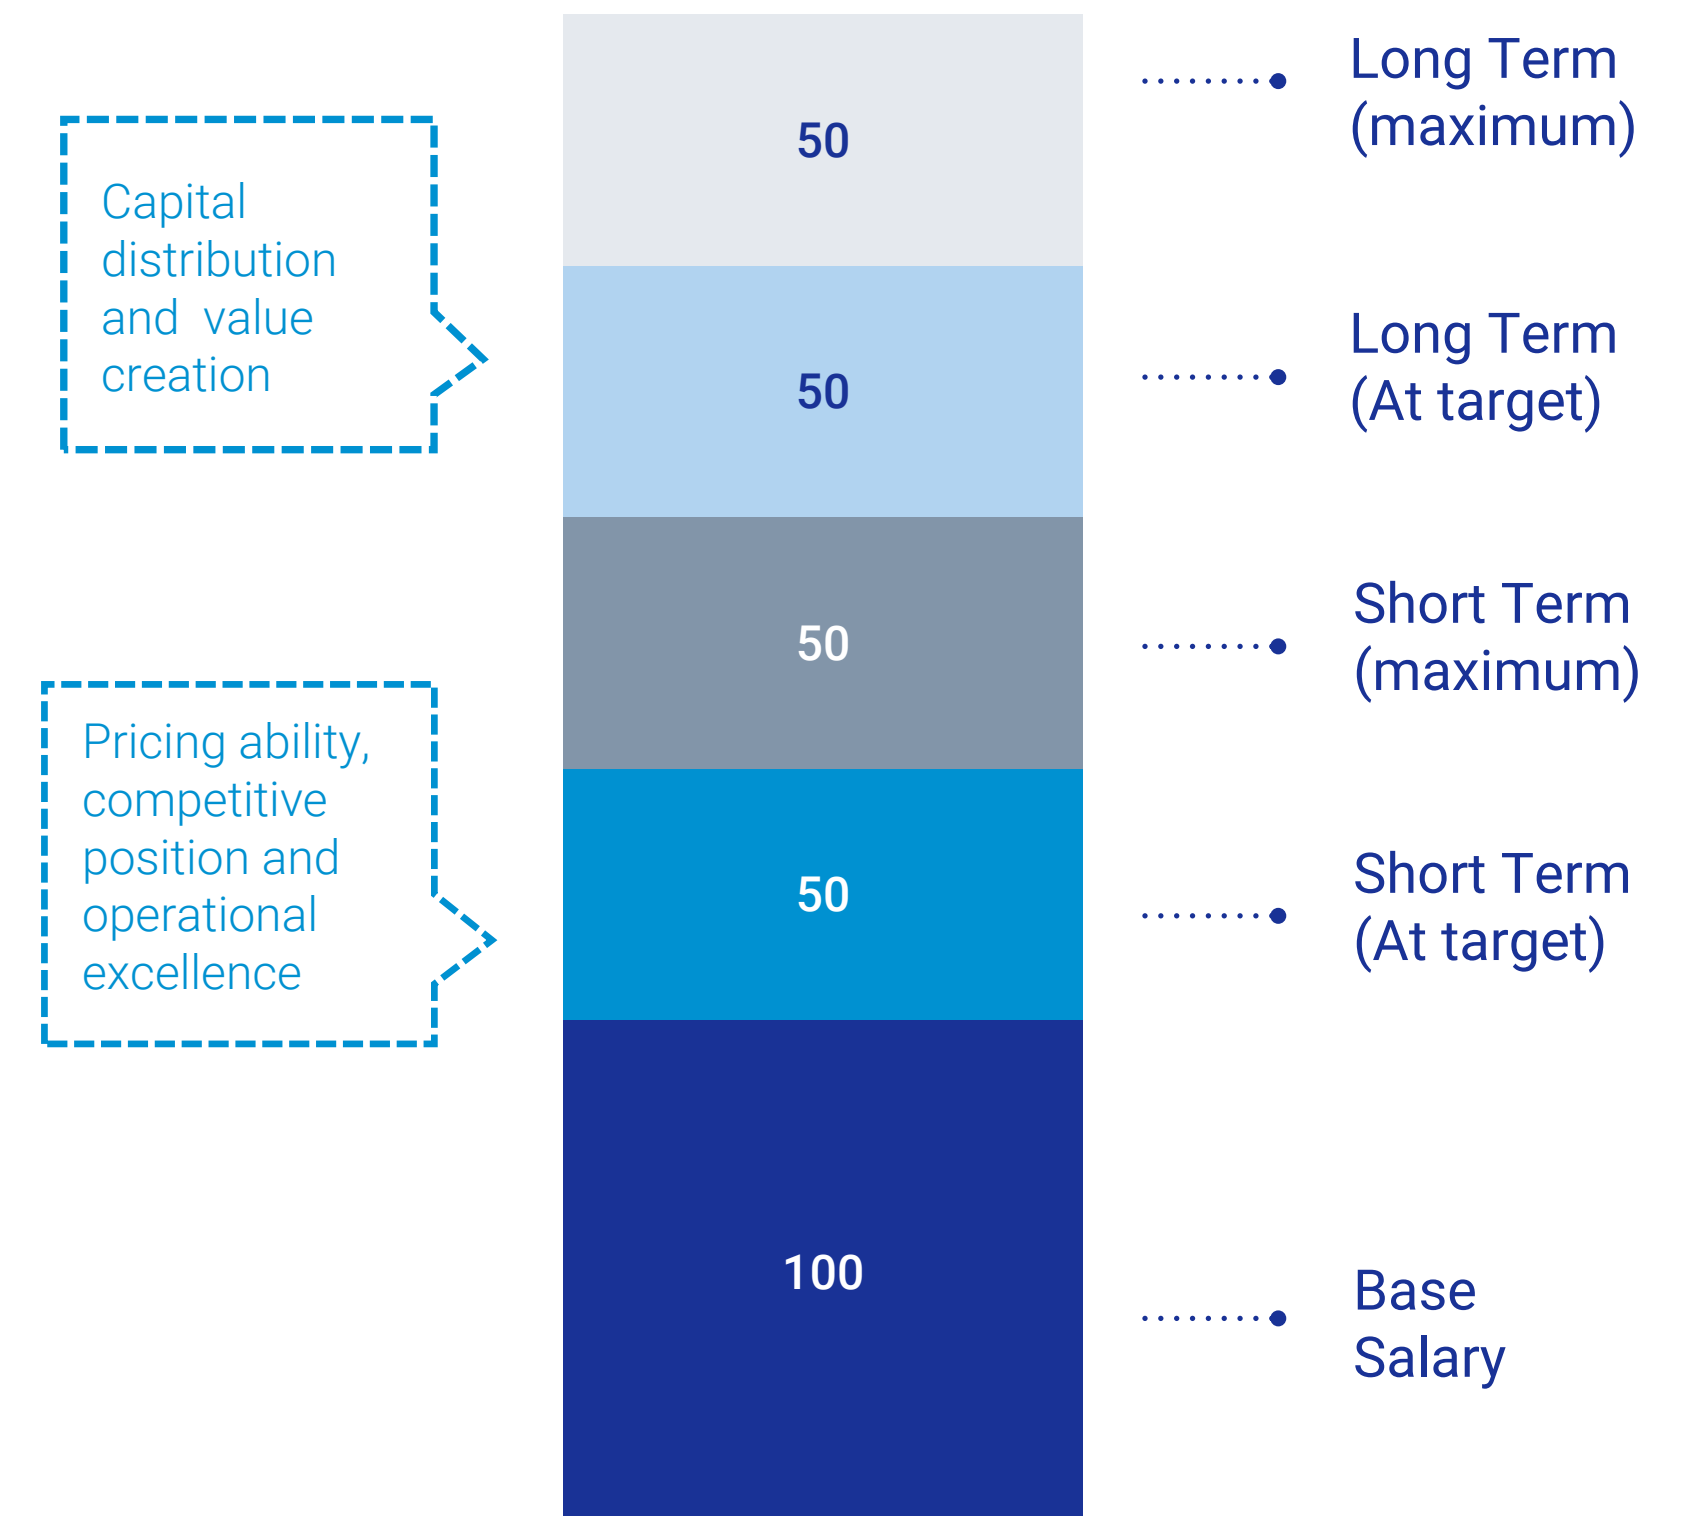 Capital
distribution
and value
creation
Pricing ability,
competitive
position and
operational
excellence
50
50
50
50
100
Long Term
(maximum)
Long Term
(At target)
Short Term
(maximum)
Short Term
(At target)
Base
Salary